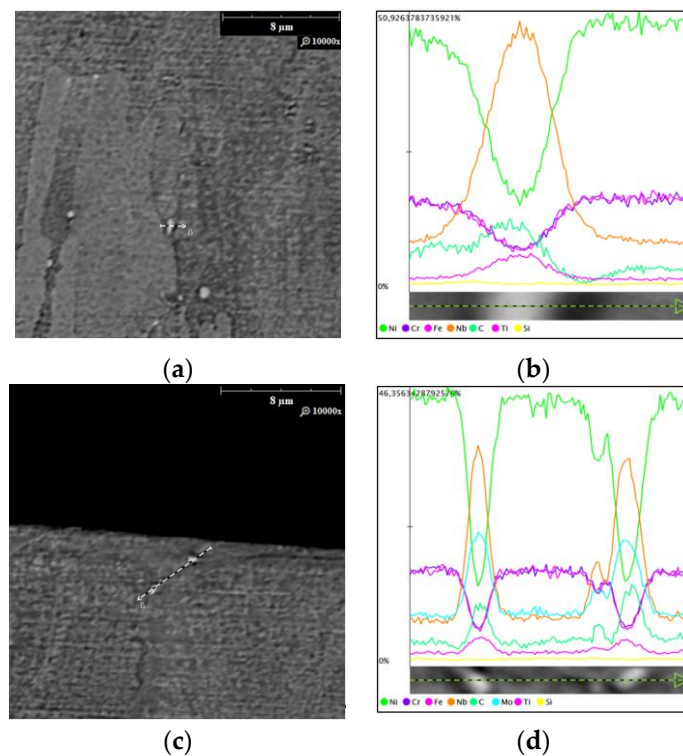 8 µm
10000x
50,9263783735921%
0%
Ni Cr Fe Nb C Ti Si
(a)
(b)
8 µm
10000x
46,3563428792576%
0%
Ni Cr Fe Nb C Mo Ti Si
(c)
(d)